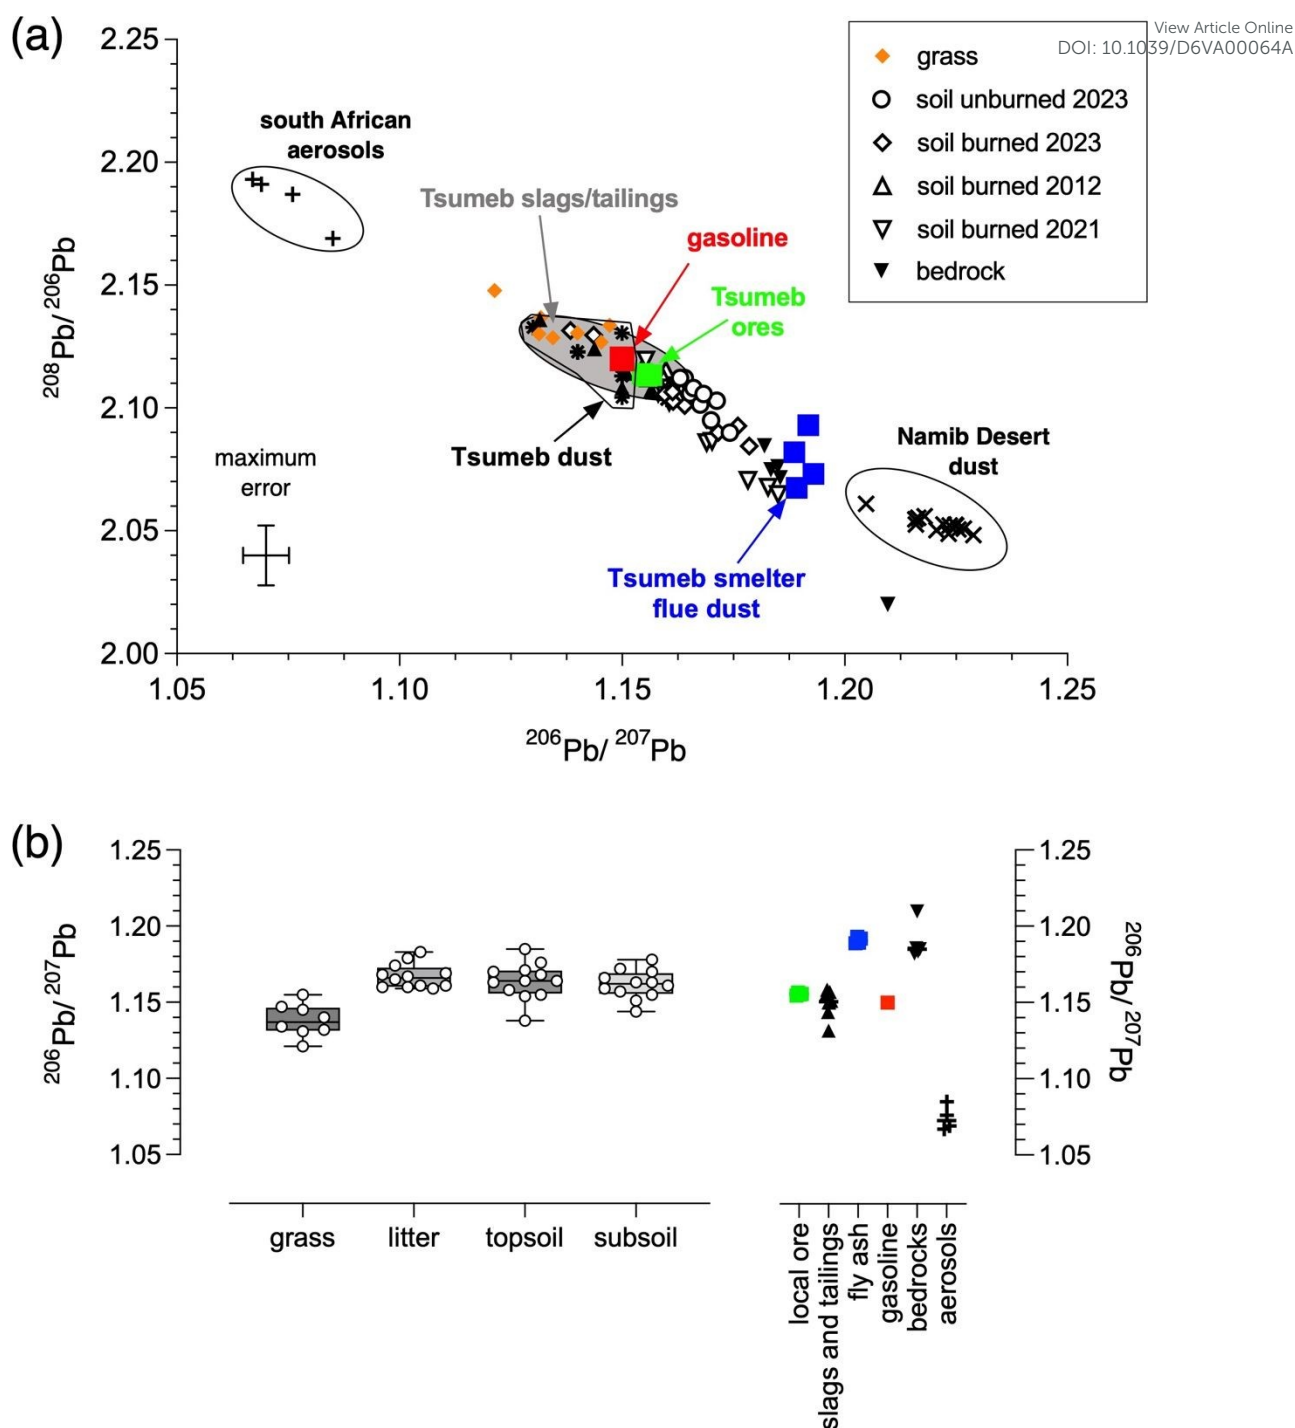 (a)
View Article Online
DOI: 10.1039/D6VA00064A
2.25
2.20
2.15
2.10
2.05
2.00
208Pb/ 206Pb
1.05
1.10
1.15
1.20
1.25
206Pb/ 207Pb
grass
soil unburned 2023
soil burned 2023
soil burned 2012
soil burned 2021
bedrock
south African
aerosols
Tsumeb slags/tailings
gasoline
Tsumeb
ores
Tsumeb dust
maximum
error
Namib Desert
dust
Tsumeb smelter
flue dust
(b)
1.25
1.20
1.15
1.10
1.05
206Pb/ 207Pb
1.25
1.20
1.15
1.10
1.05
206Pb/ 207Pb
grass
litter
topsoil
subsoil
local ore
slags and tailings
fly ash
gasoline
bedrocks
aerosols